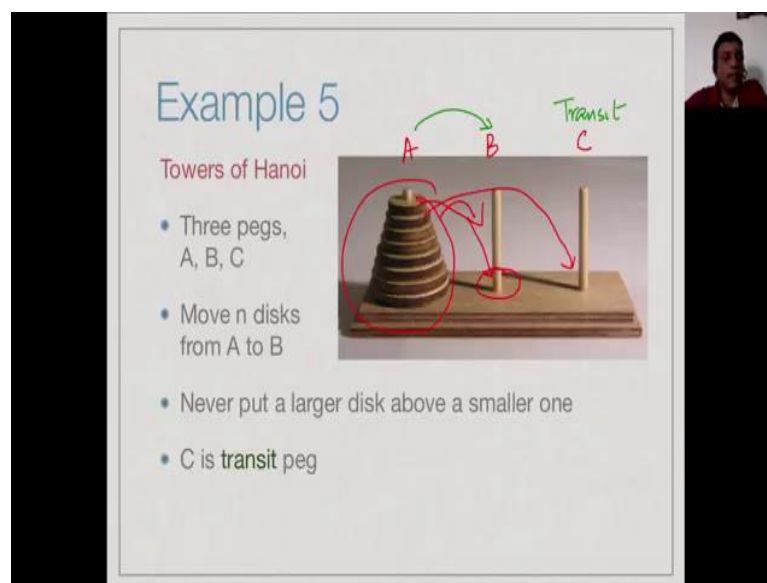 Example 5
Transit
A B C
Towers of Hanoi
• Three pegs,
A, B, C
• Move n disks
from A to B
• Never put a larger disk above a smaller one
• C is transit peg